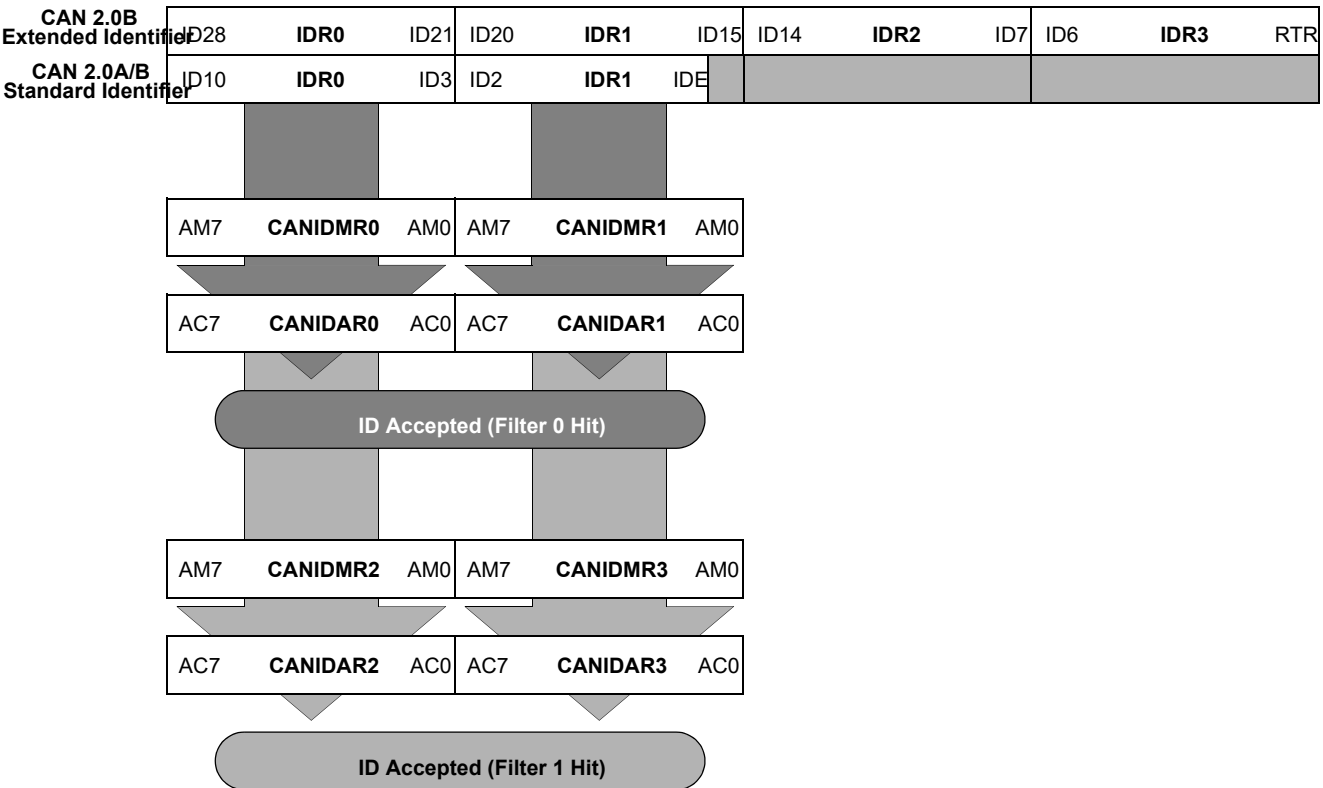 CAN 2.0B
Extended Identifier ID28 IDR0 ID21 ID20 IDR1 ID15 ID14 IDR2 ID7 ID6 IDR3 RTR
CAN 2.0A/B
Standard Identifier ID10 IDR0 ID3 ID2 IDR1 IDE
AM7 CANIDMR0 AM0 AM7 CANIDMR1 AM0
AC7 CANIDAR0 AC0 AC7 CANIDAR1 AC0
ID Accepted (Filter 0 Hit)
AM7 CANIDMR2 AM0 AM7 CANIDMR3 AM0
AC7 CANIDAR2 AC0 AC7 CANIDAR3 AC0
ID Accepted (Filter 1 Hit)